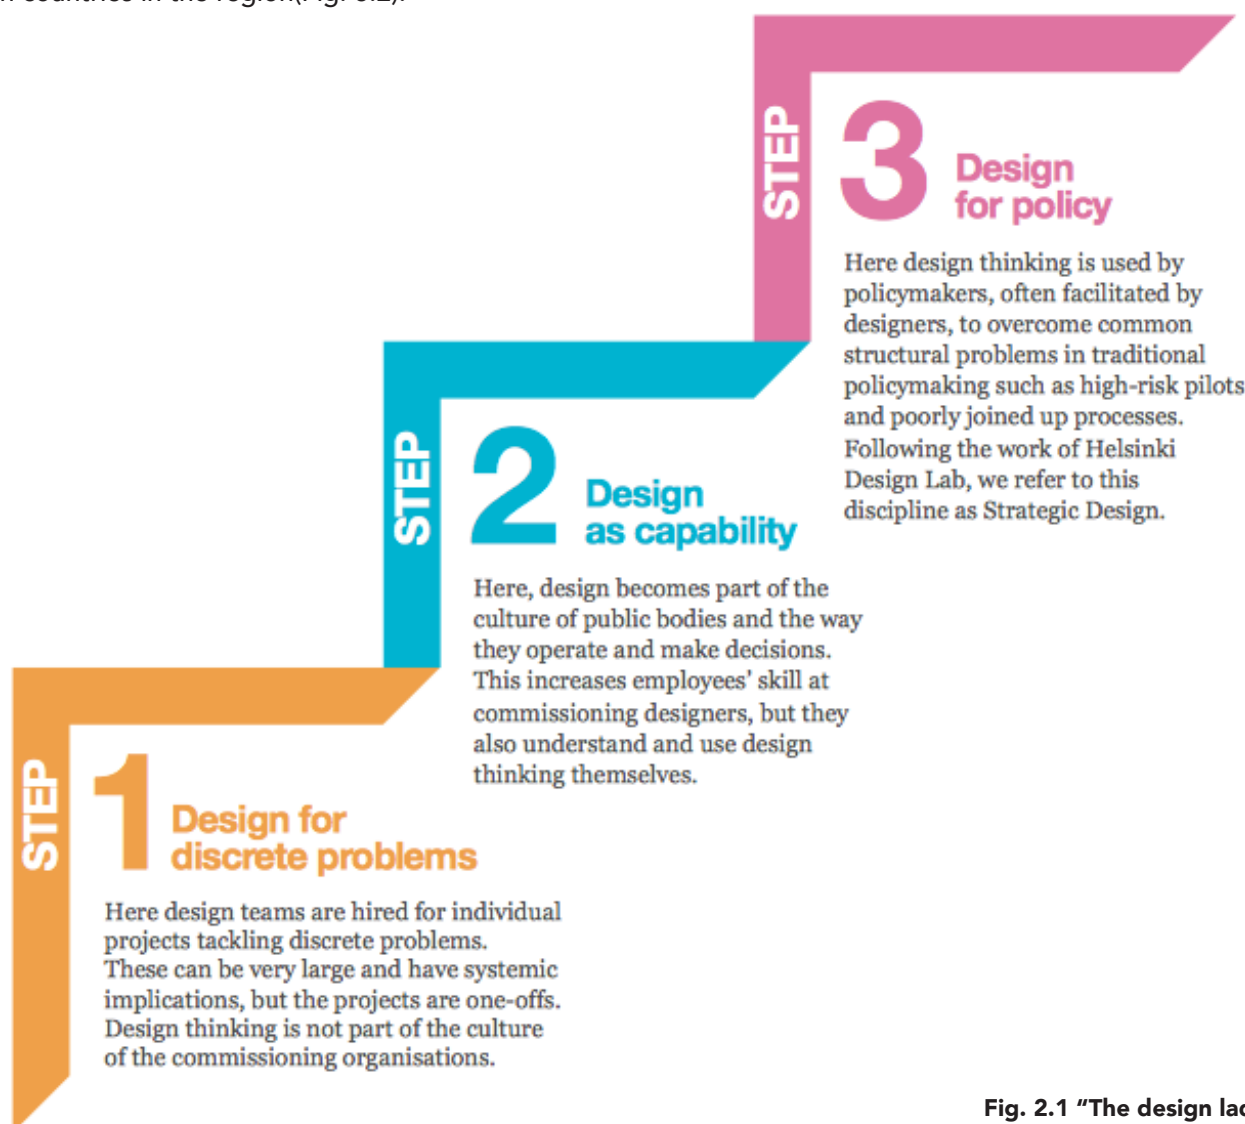 countries in the region(Fig.
STEP
3
Design
for policy
Here design thinking is used by
policymakers, often facilitated by
designers, to overcome common
structural problems in traditional
policymaking such as high-risk pilots
and poorly joined up processes.
Following the work of Helsinki
Design Lab, we refer to this
discipline as Strategic Design.
STEP
2
Design
as capability
Here, design becomes part of the
culture of public bodies and the way
they operate and make decisions.
This increases employees’ skill at
commissioning designers, but they
also understand and use design
thinking themselves.
STEP
1
Design for
discrete problems
Here design teams are hired for individual
projects tackling discrete problems.
These can be very large and have systemic
implications, but the projects are one-offs.
Design thinking is not part of the culture
of the commissioning organisations.
Fig. 2.1 “The design